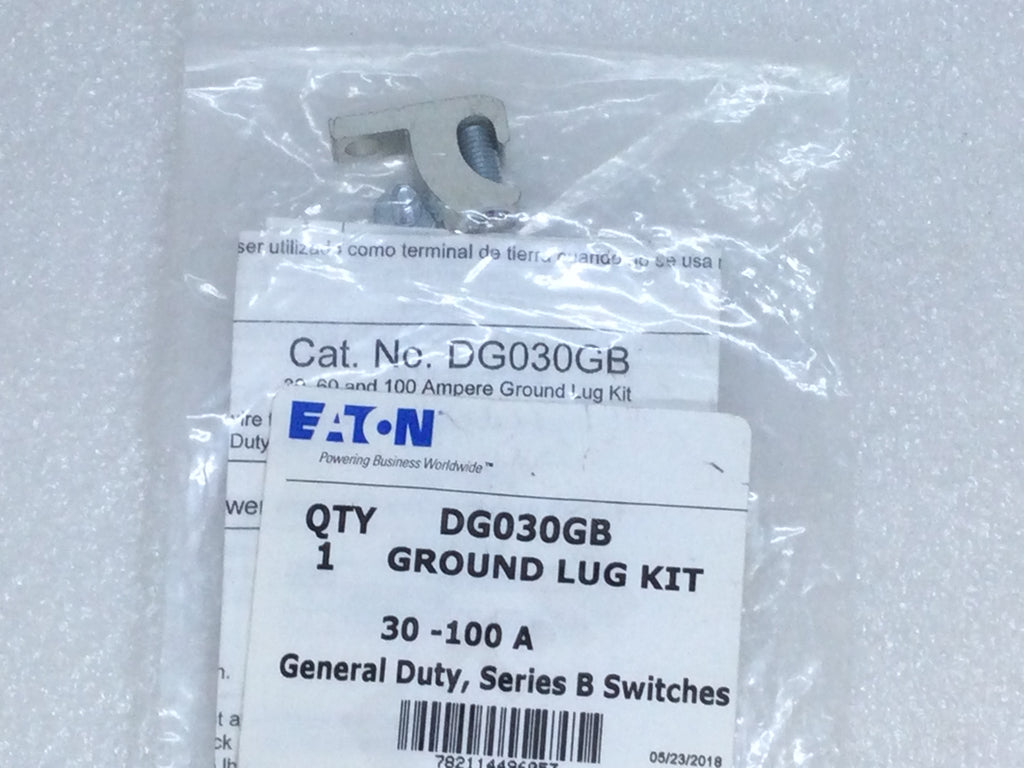 ser utilizado como terminal de tierra cuando no se usa
Cat. No. DG030GB
30, 60 and 100 Ampere Ground Lug Kit
EATON
Powering Business Worldwide™
Duty
QTY DG030GB
1 GROUND LUG KIT
30 -100 A
General Duty, Series B Switches
05/23/2018